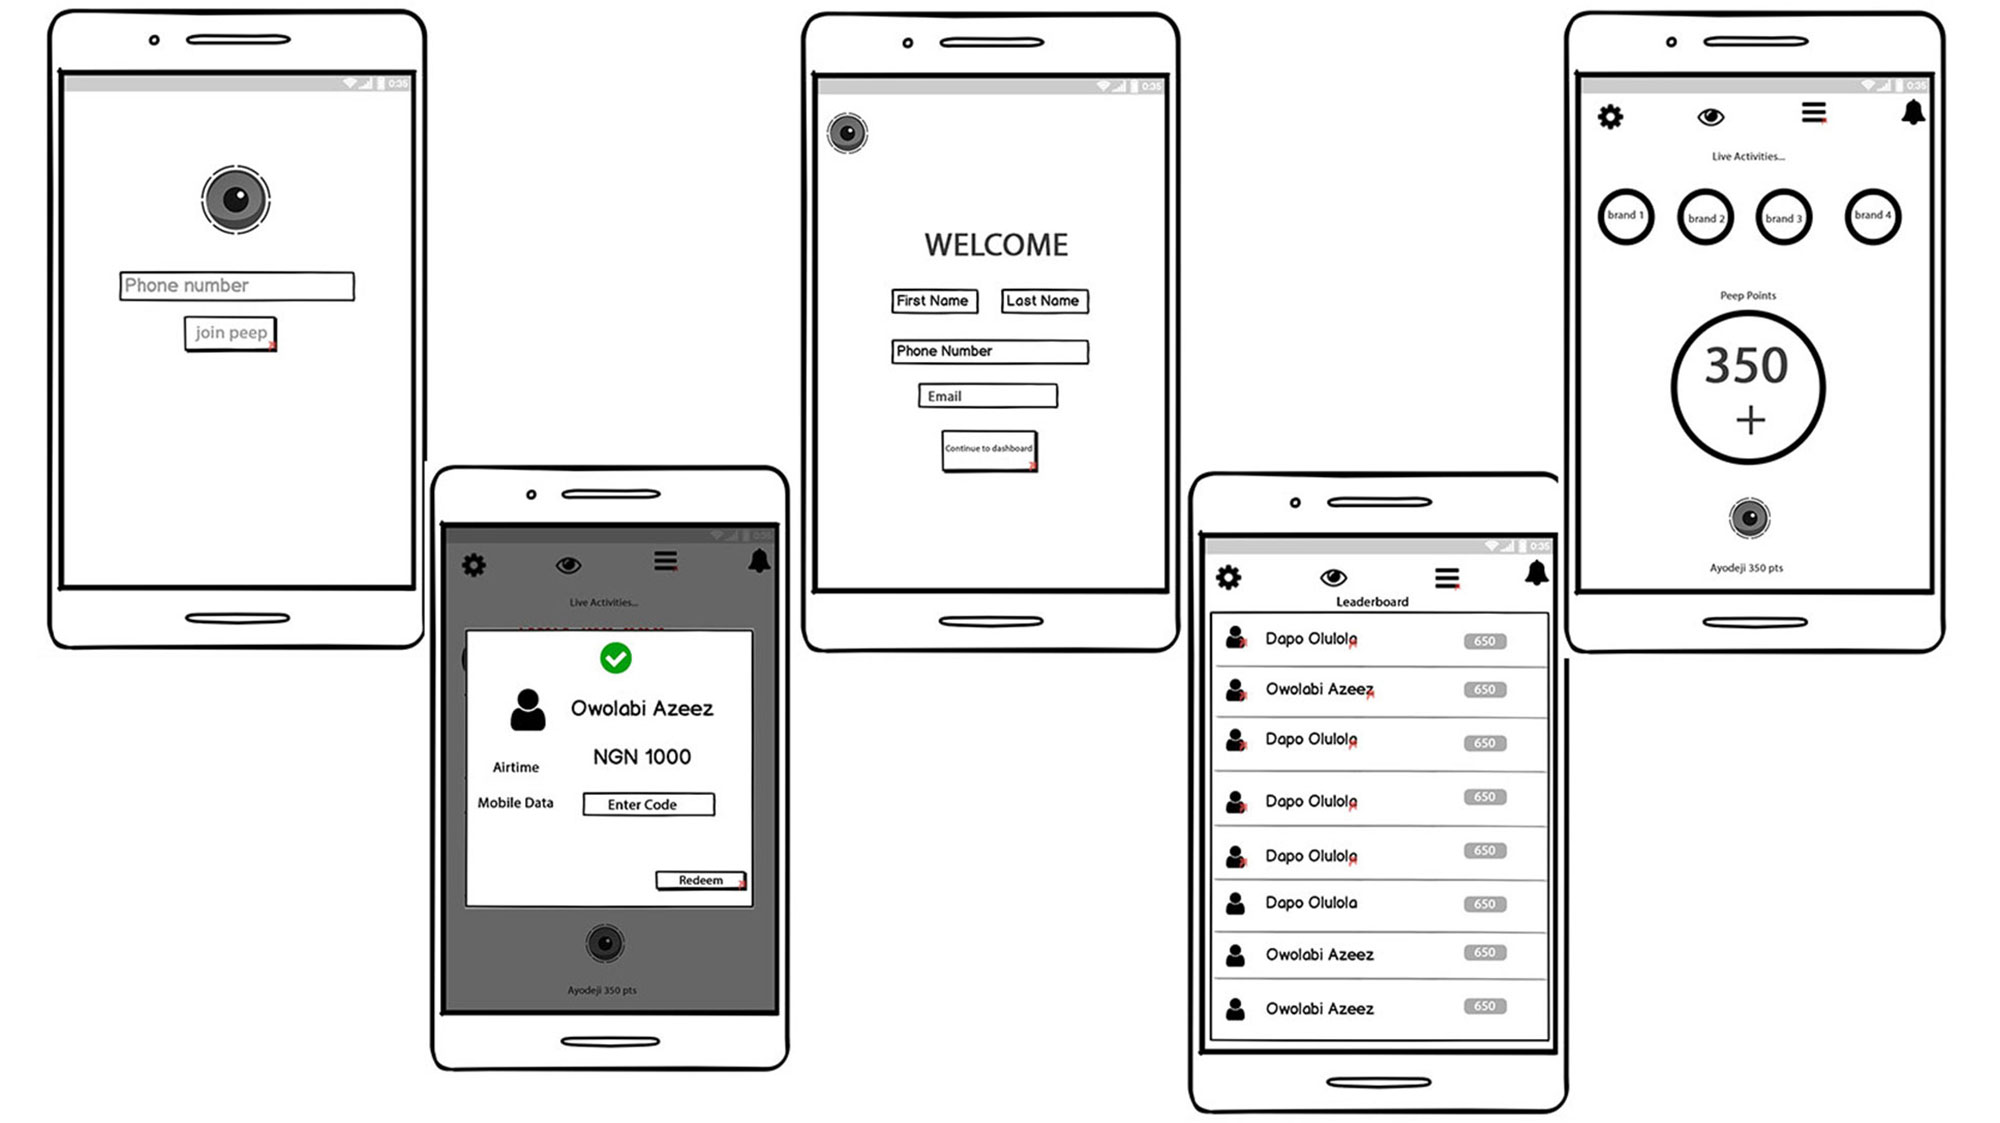 0:35
Phone number
join peep
0:35
Live Activities...
Owolabi Azeez
NGN 1000
Airtime
Mobile Data
Enter Code
Redeem
Ayodeji 350 pts
0:35
WELCOME
First Name
Last Name
Phone Number
Email
Continue to dashboard
0:35
Leaderboard
Dapo Olulola 650
Owolabi Azeez 650
Dapo Olulola 650
Dapo Olulola 650
Dapo Olulola 650
Dapo Olulola 650
Owolabi Azeez 650
Owolabi Azeez 650
0:35
Live Activities...
brand 1
brand 2
brand 3
brand 4
Peep Points
350
+
Ayodeji 350 pts